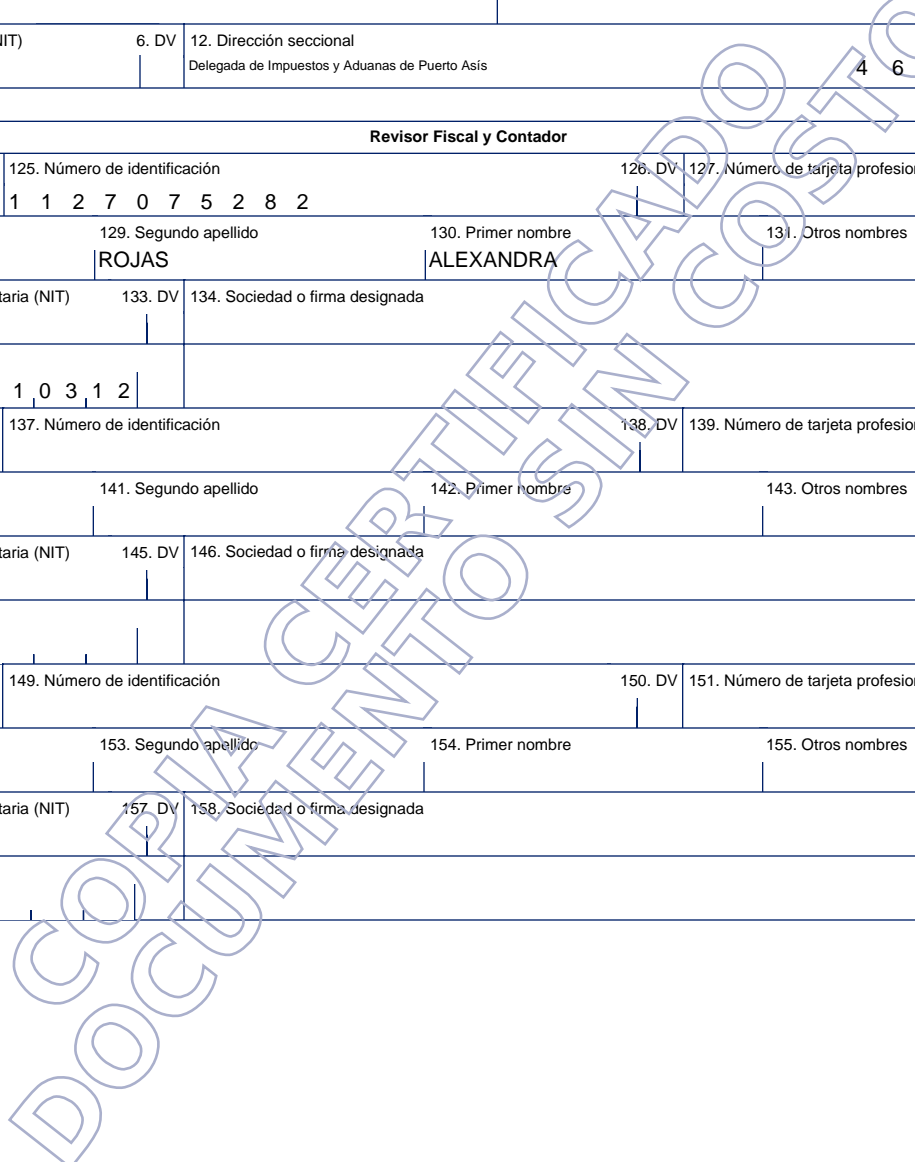 NIT) 6. DV 12. Dirección seccional
Delegada de Impuestos y Aduanas de Puerto Asís 4 6
Revisor Fiscal y Contador
125. Número de identificación 126. DV 127. Número de tarjeta profesion
1 1 2 7 0 7 5 2 8 2
129. Segundo apellido 130. Primer nombre 131. Otros nombres
ROJAS ALEXANDRA
taria (NIT) 133. DV 134. Sociedad o firma designada
1 0 3 1 2
137. Número de identificación 138. DV 139. Número de tarjeta profesion
141. Segundo apellido 142. Primer nombre 143. Otros nombres
taria (NIT) 145. DV 146. Sociedad o firma designada
149. Número de identificación 150. DV 151. Número de tarjeta profesion
153. Segundo apellido 154. Primer nombre 155. Otros nombres
taria (NIT) 157. DV 158. Sociedad o firma designada
COPIA CERTIFICADO
DOCUMENTO SIN COSTO